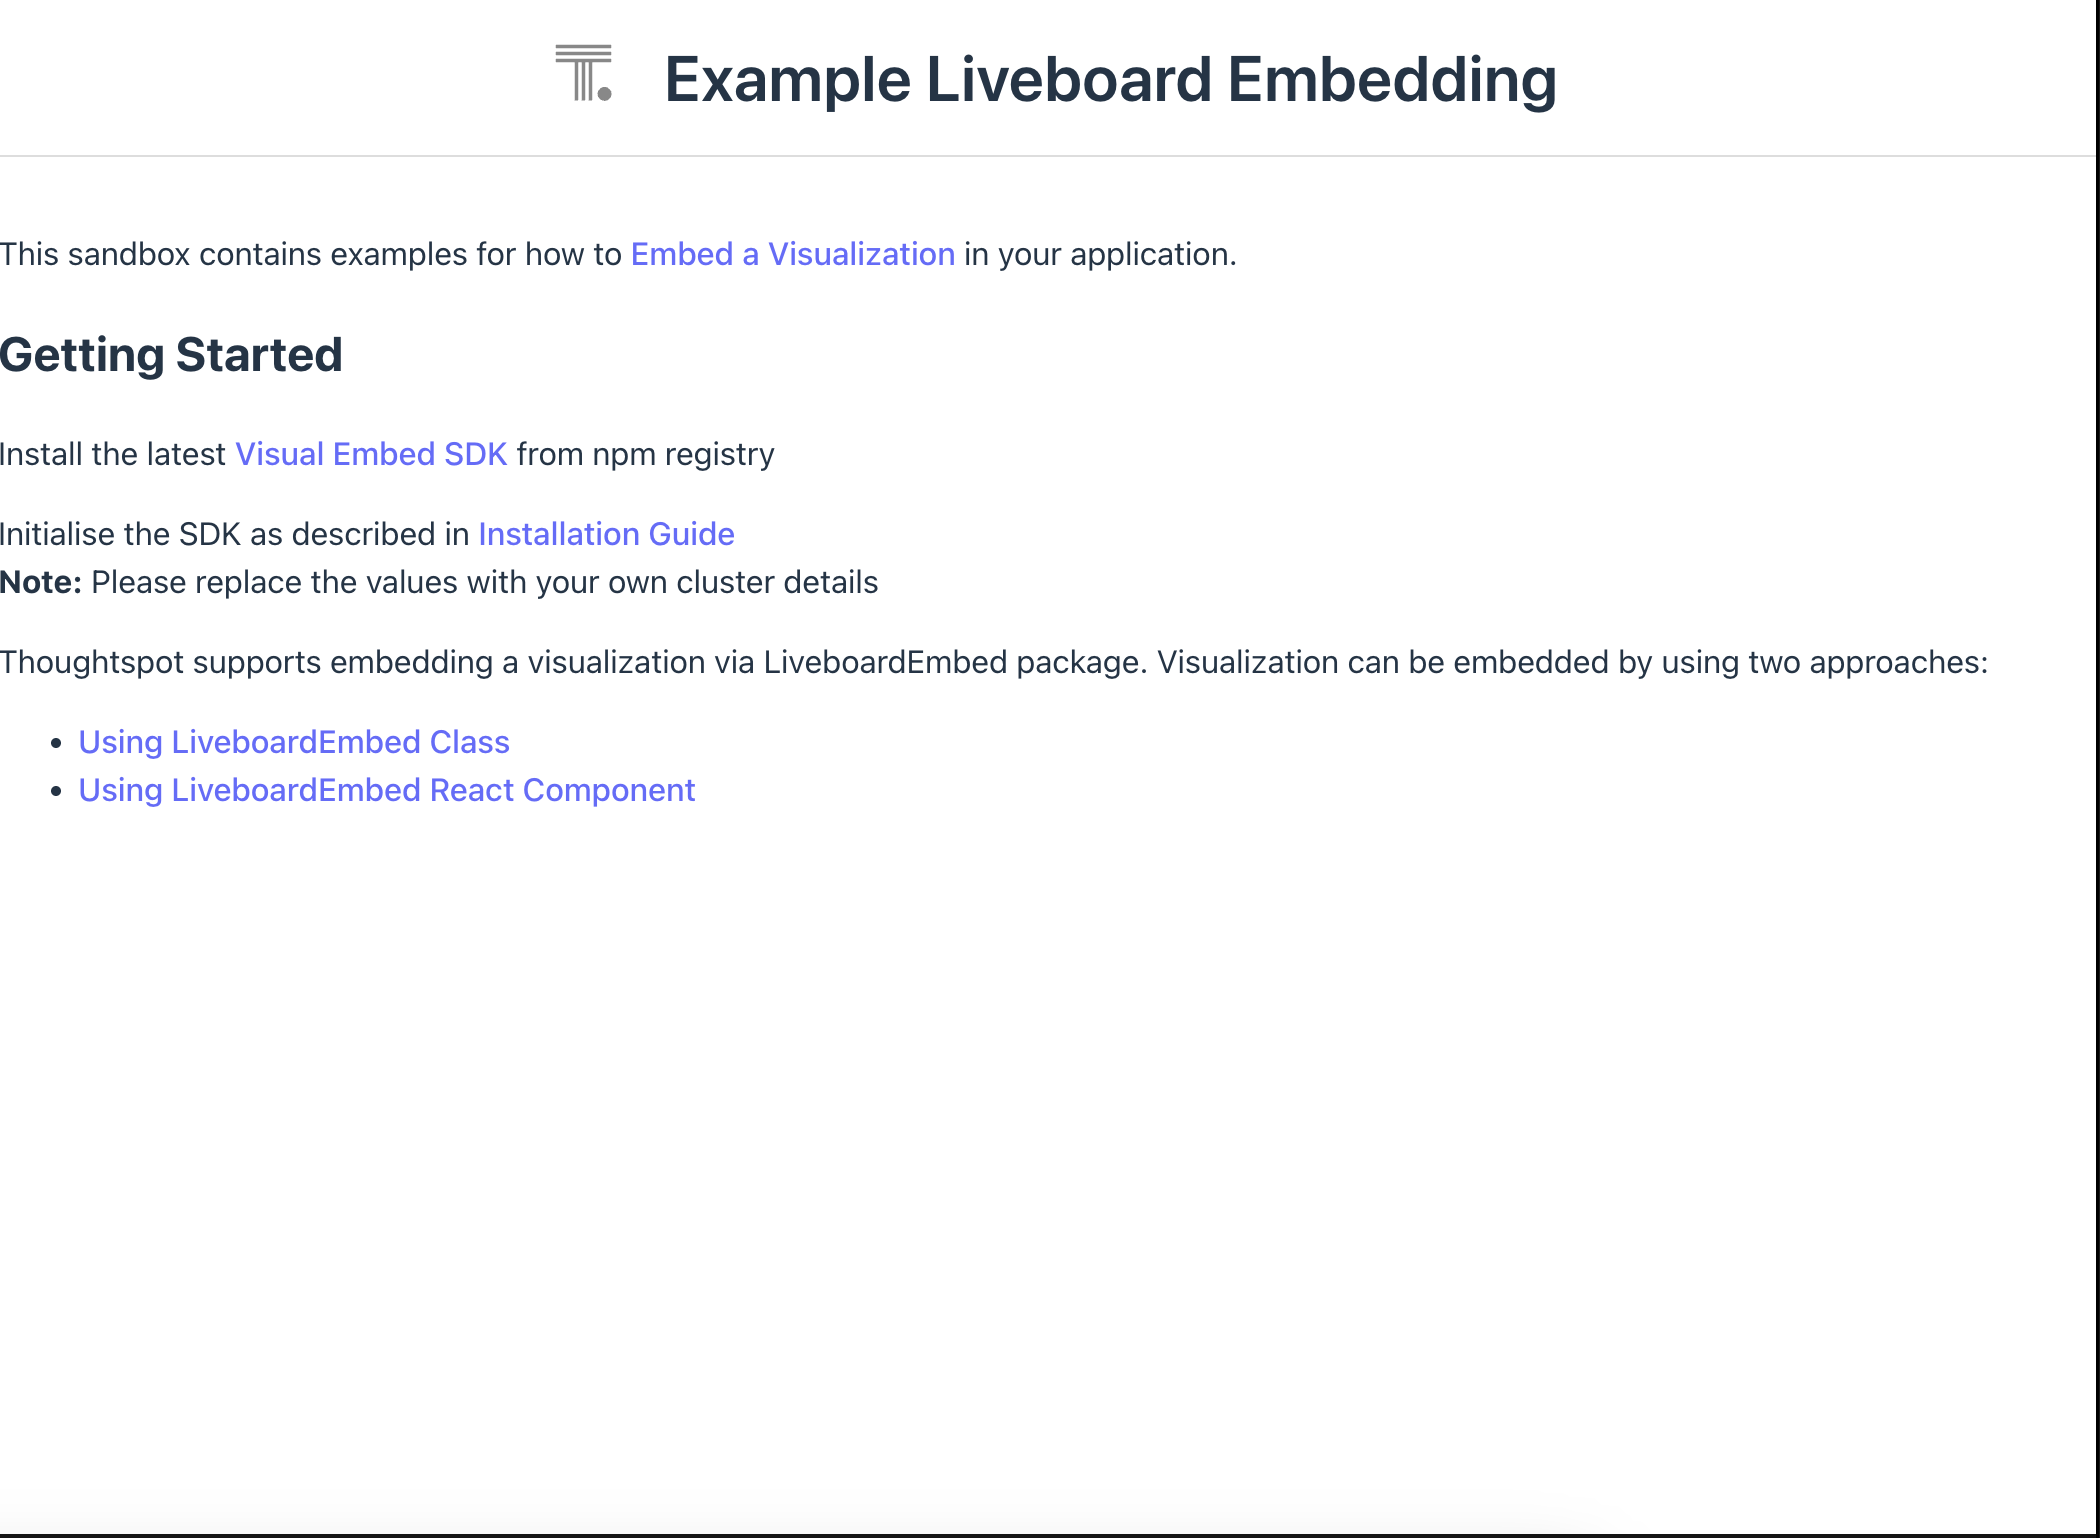 Example Liveboard Embedding
This sandbox contains examples for how to Embed a Visualization in your application.
Getting Started
Install the latest Visual Embed SDK from npm registry
Initialise the SDK as described in Installation Guide
Note: Please replace the values with your own cluster details
Thoughtspot supports embedding a visualization via LiveboardEmbed package. Visualization can be embedded by using two approaches:
• Using LiveboardEmbed Class
• Using LiveboardEmbed React Component